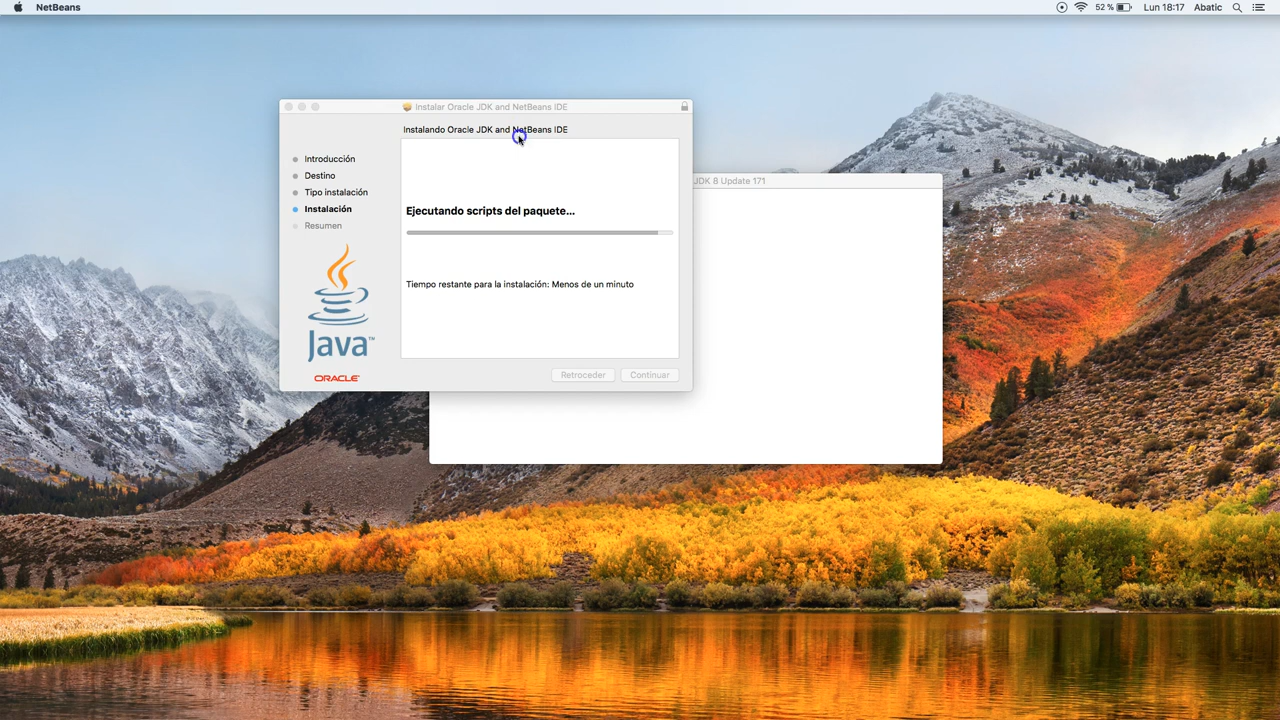 NetBeans
52 %
Lun 18:17
Abatic
Instalar Oracle JDK and NetBeans IDE
Instalando Oracle JDK and NetBeans IDE
Introducción
Destino
Tipo instalación
Instalación
Resumen
Ejecutando scripts del paquete...
Tiempo restante para la instalación: Menos de un minuto
Java™
ORACLE
Retroceder
Continuar
JDK 8 Update 171